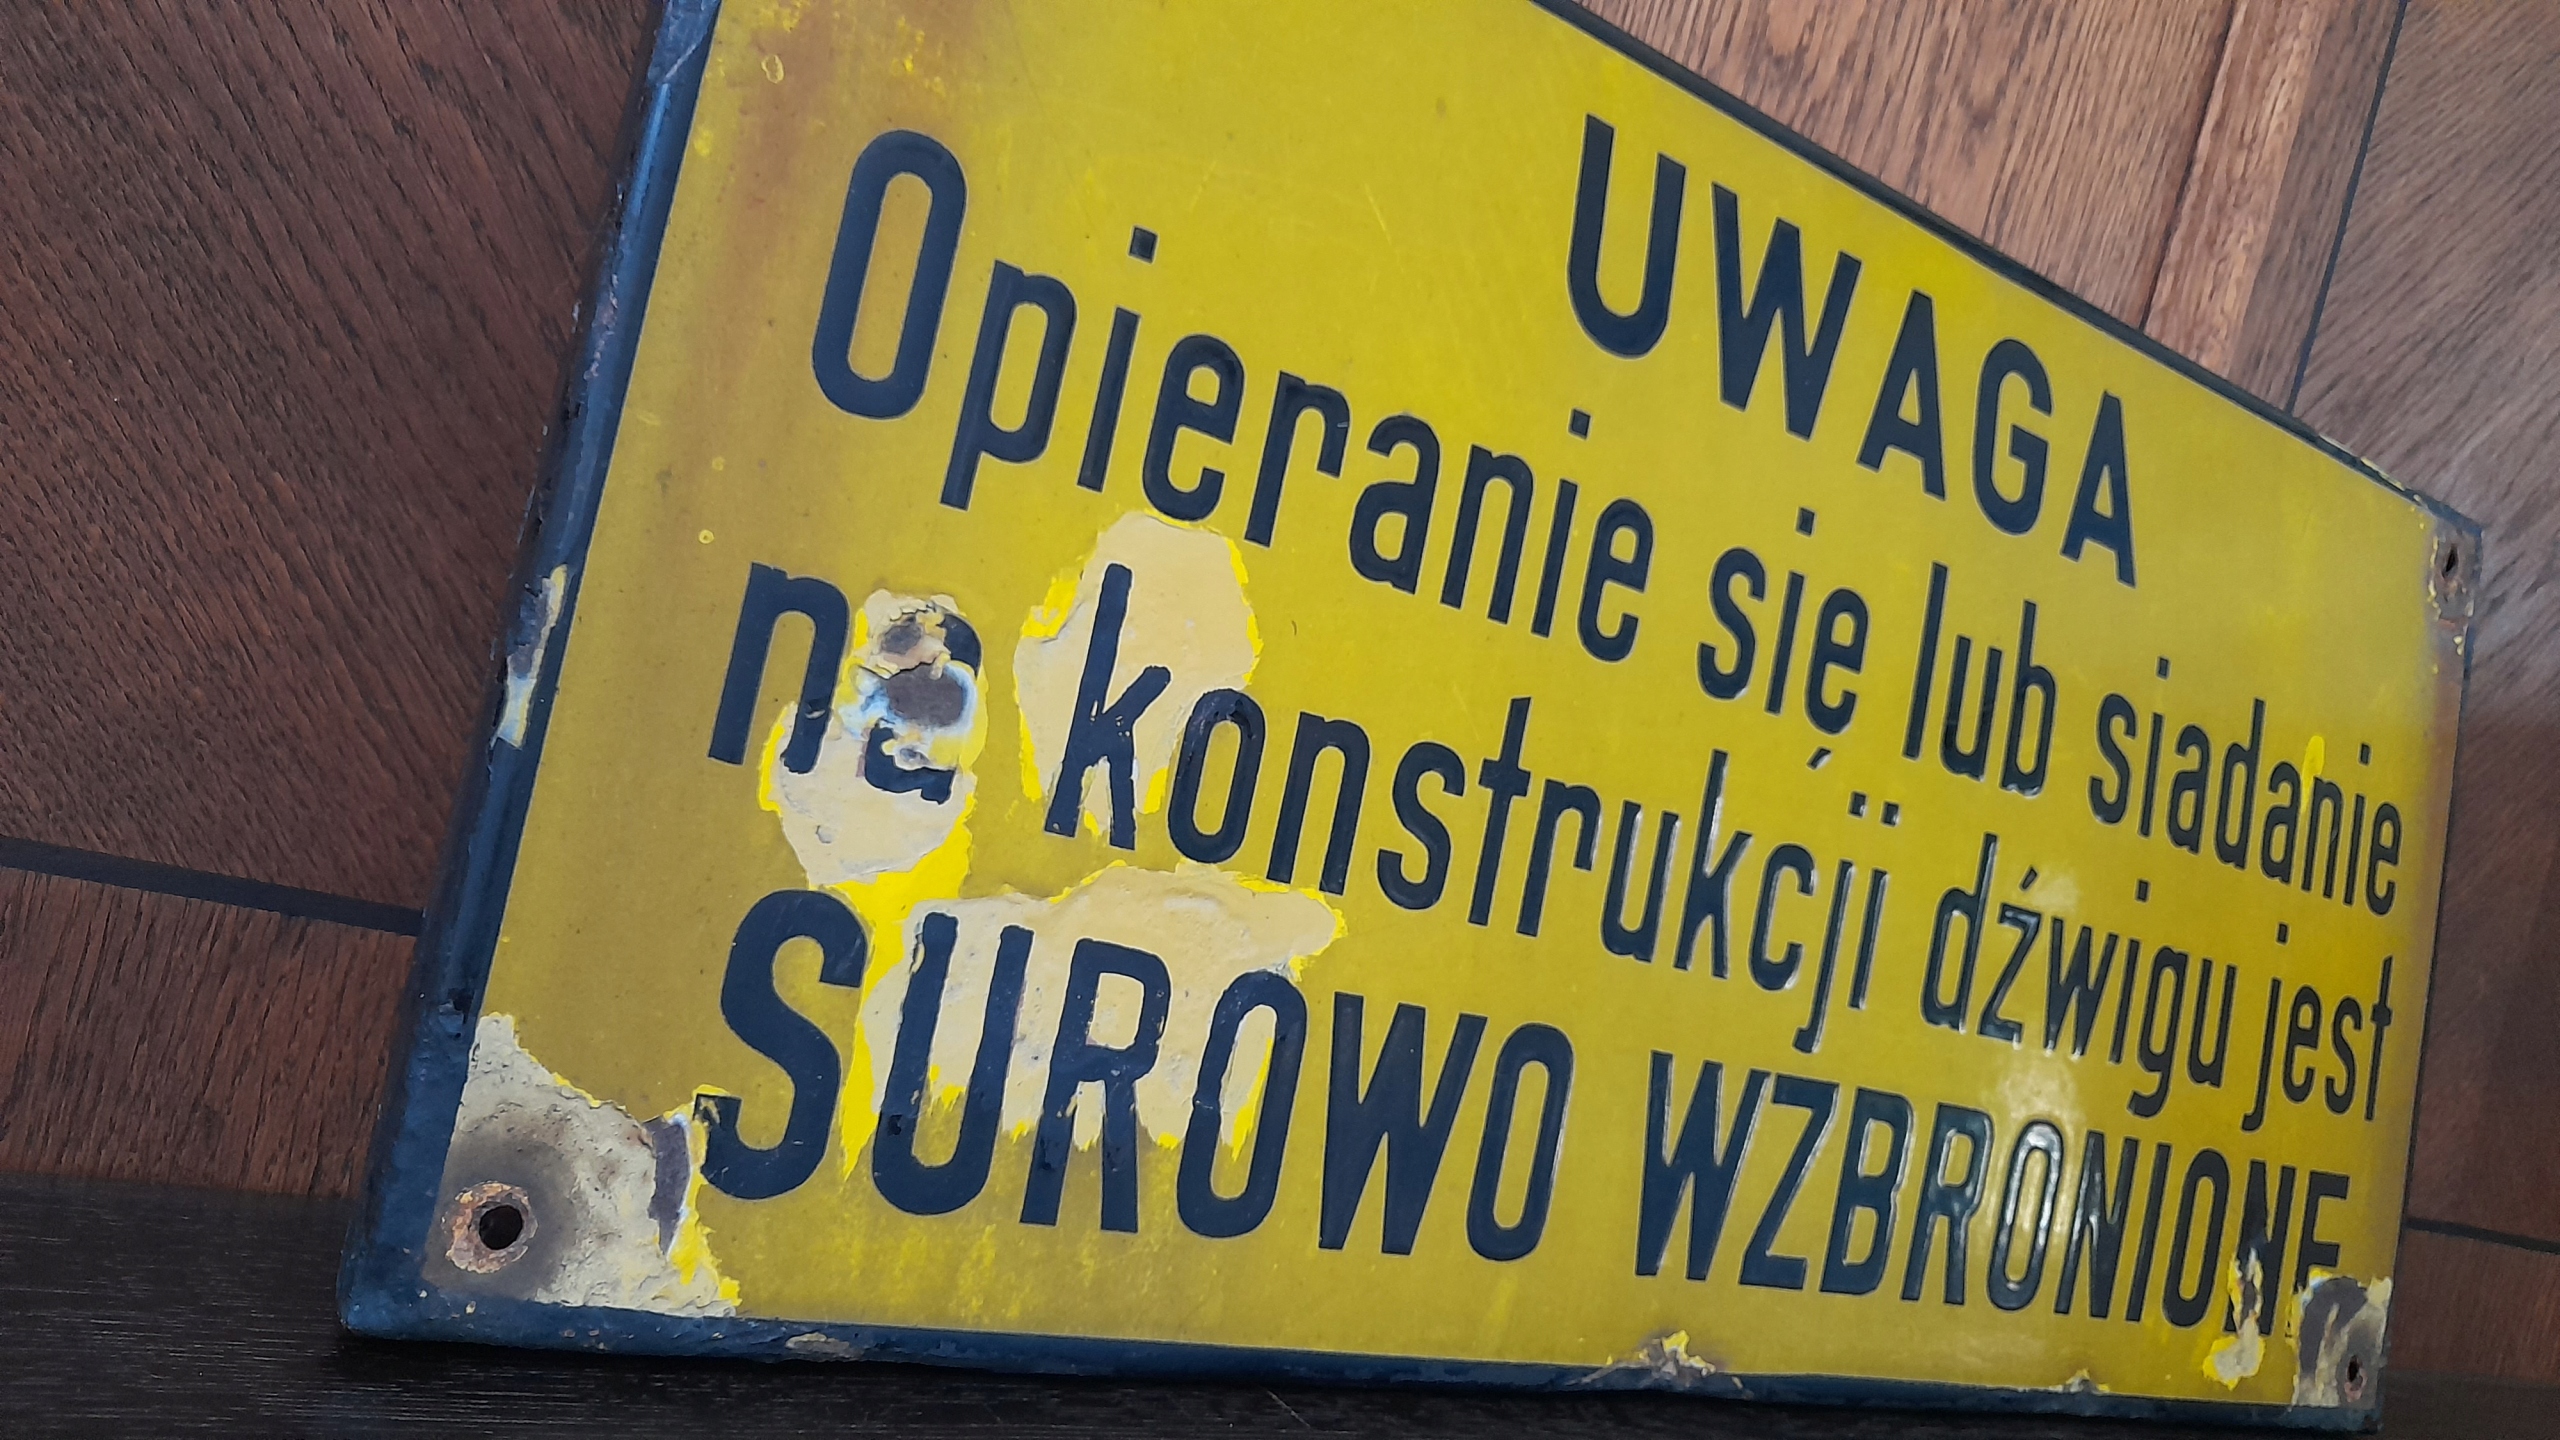 UWAGA
Opieranie się lub siadanie
na konstrukcji dźwigu jest
SUROWO WZBRONIONE